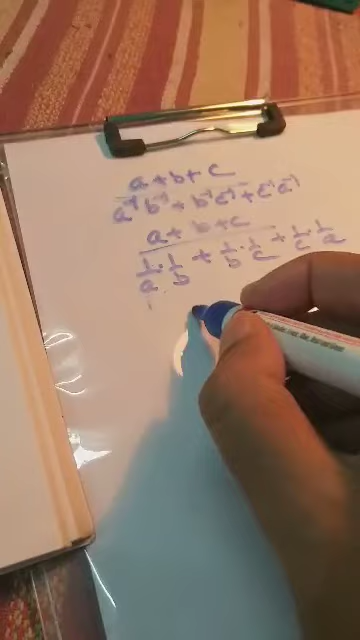 a + b + c
a⁻¹b⁻¹ + b⁻¹c⁻¹ + c⁻¹a⁻¹
a + b + c
1/a · 1/b + 1/b · 1/c + 1/c · 1/a